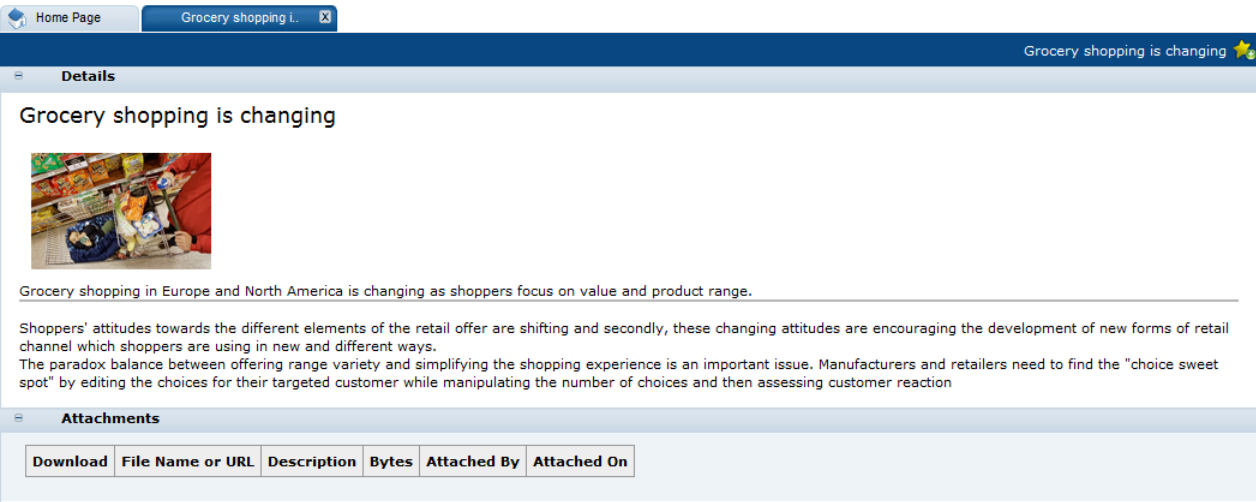 Home Page
Grocery shopping i..
Grocery shopping is changing
Details
Grocery shopping is changing
Grocery shopping in Europe and North America is changing as shoppers focus on value and product range.
Shoppers' attitudes towards the different elements of the retail offer are shifting and secondly, these changing attitudes are encouraging the development of new forms of retail
channel which shoppers are using in new and different ways.
The paradox balance between offering range variety and simplifying the shopping experience is an important issue. Manufacturers and retailers need to find the "choice sweet
spot" by editing the choices for their targeted customer while manipulating the number of choices and then assessing customer reaction
Attachments
Download File Name or URL Description Bytes Attached By Attached On